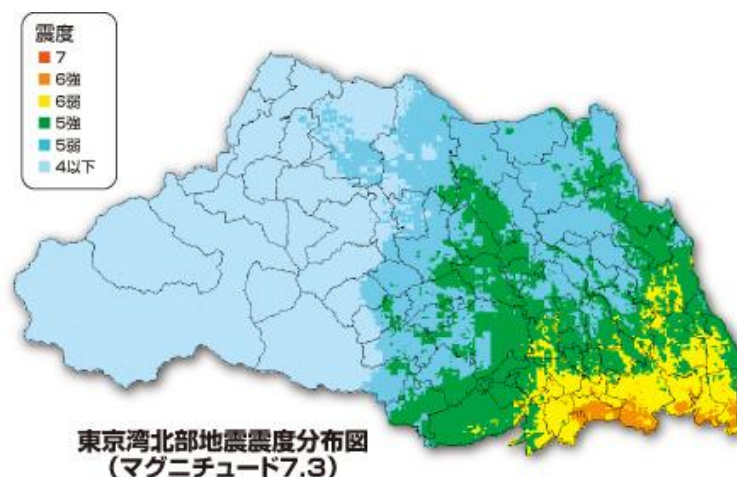 震度
7
6強
6弱
5強
5弱
4以下
東京湾北部地震震度分布図
(マグニチュード7.3)